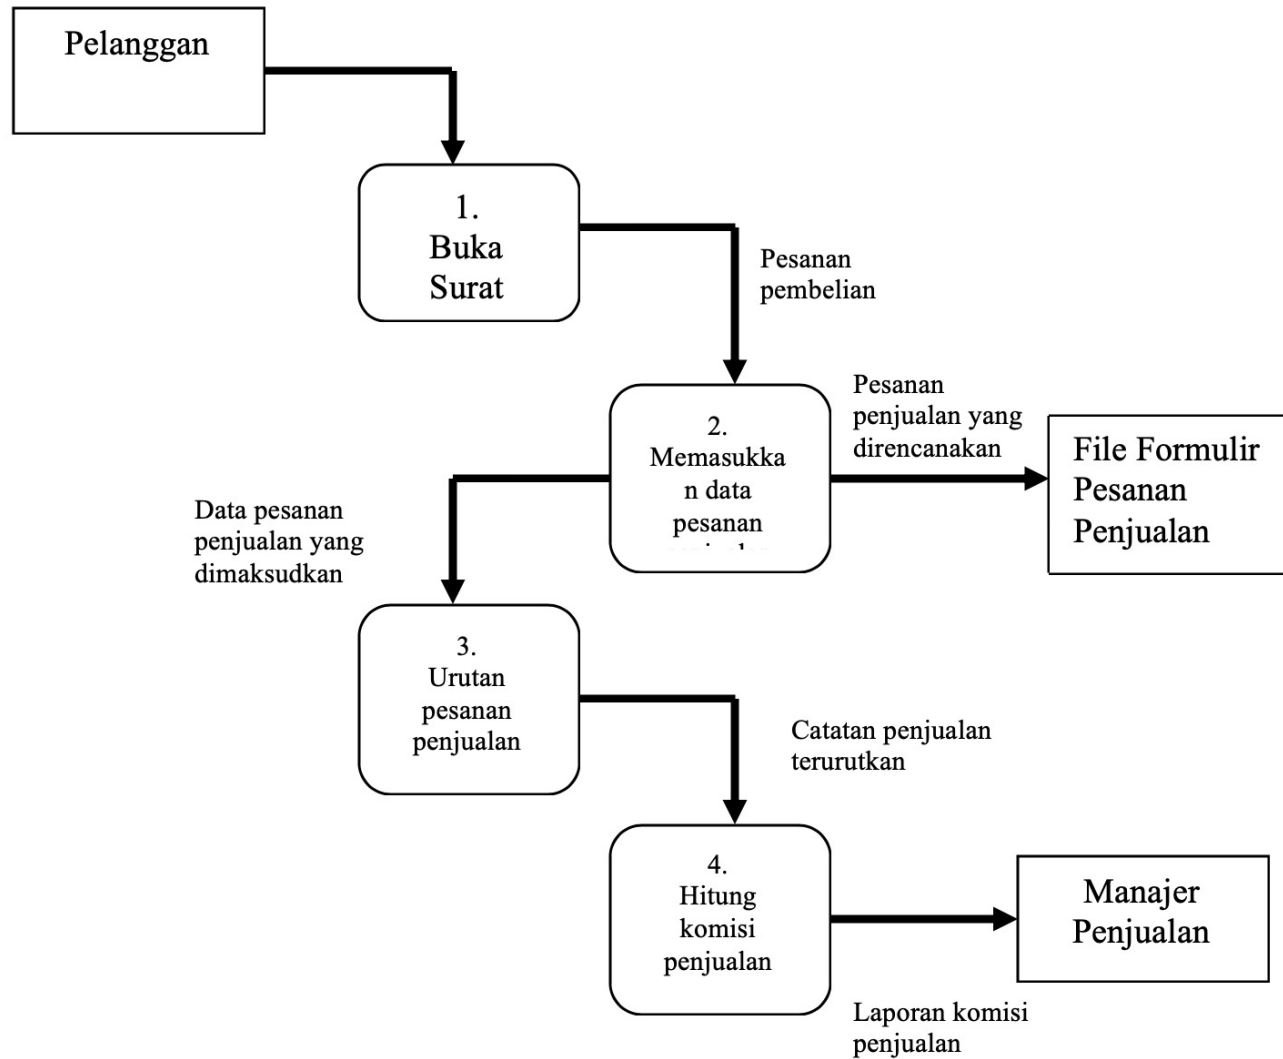 Pelanggan
1.
Buka
Surat
Pesanan
pembelian
2.
Memasukka
n data
pesanan
Pesanan
penjualan yang
direncanakan
File Formulir
Pesanan
Penjualan
Data pesanan
penjualan yang
dimaksudkan
3.
Urutan
pesanan
penjualan
Catatan penjualan
terurutkan
4.
Hitung
komisi
penjualan
Manajer
Penjualan
Laporan komisi
penjualan